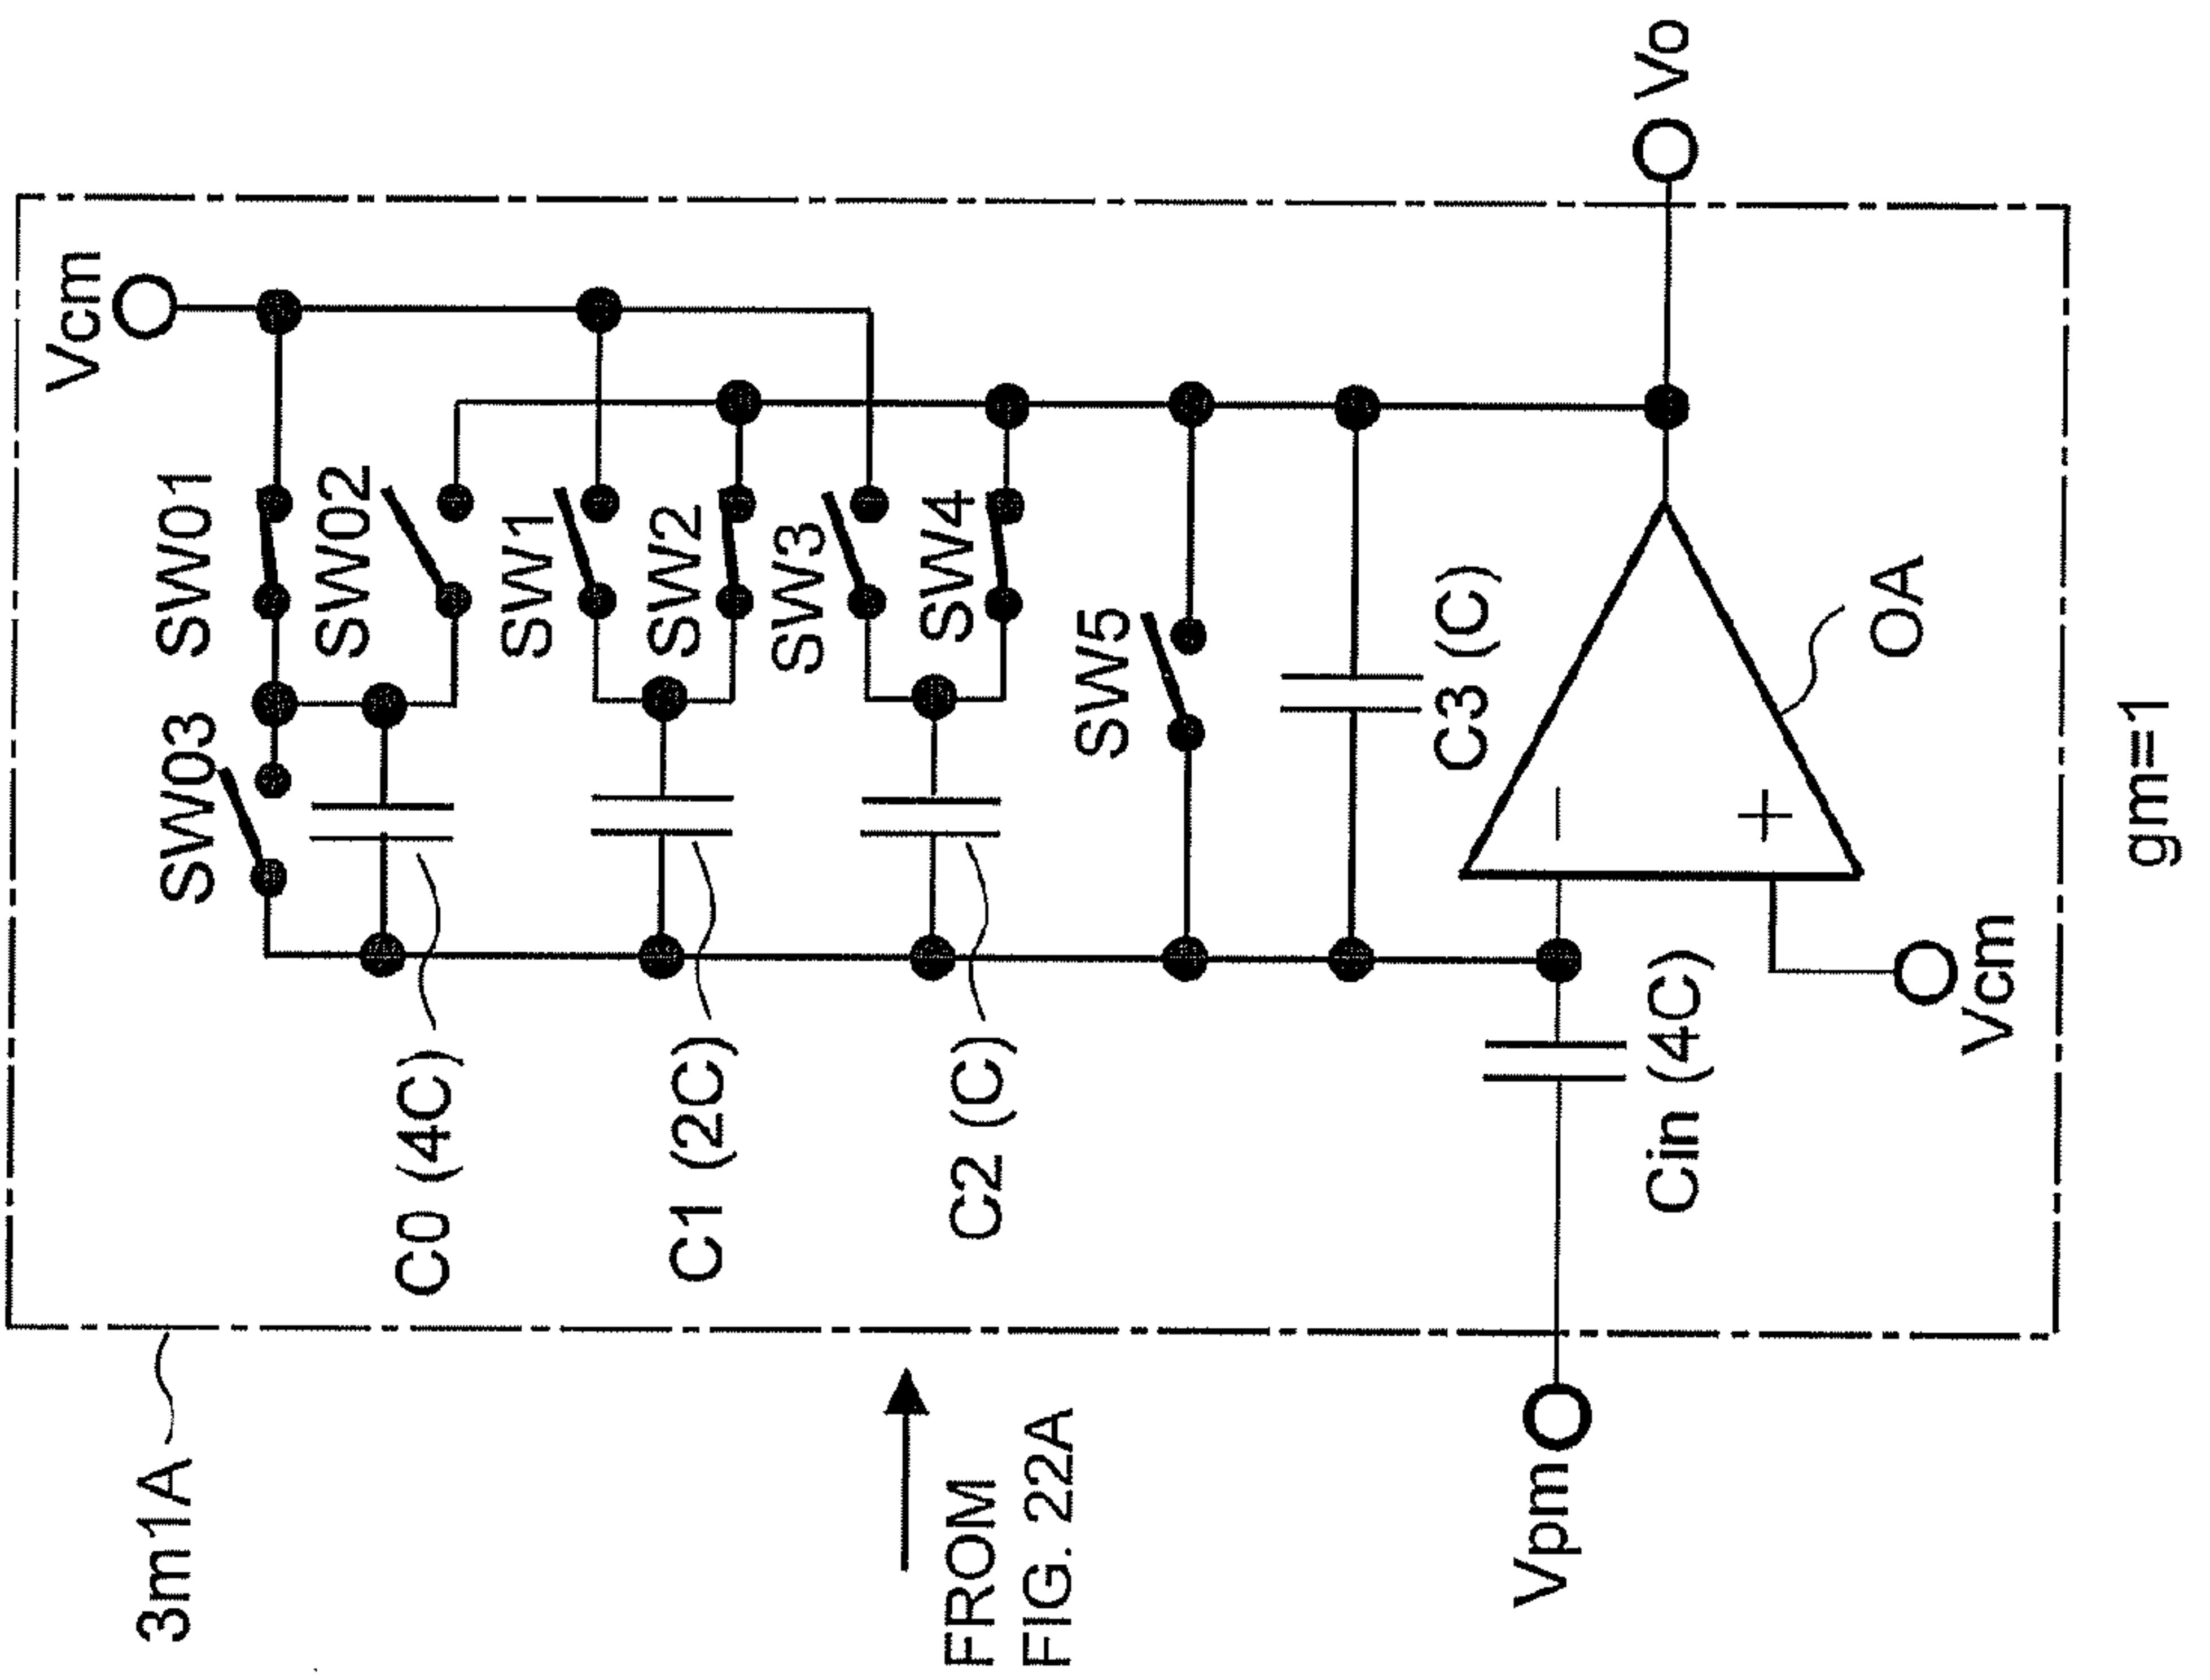 3m1A
Vcm
SW03
SW01
SW02
C0 (4C)
SW1
C1 (2C)
SW2
SW3
C2 (C)
SW4
FROM
FIG. 22A
SW5
C3 (C)
Vpm
Cin (4C)
−
+
Vo
OA
Vcm
gm=1